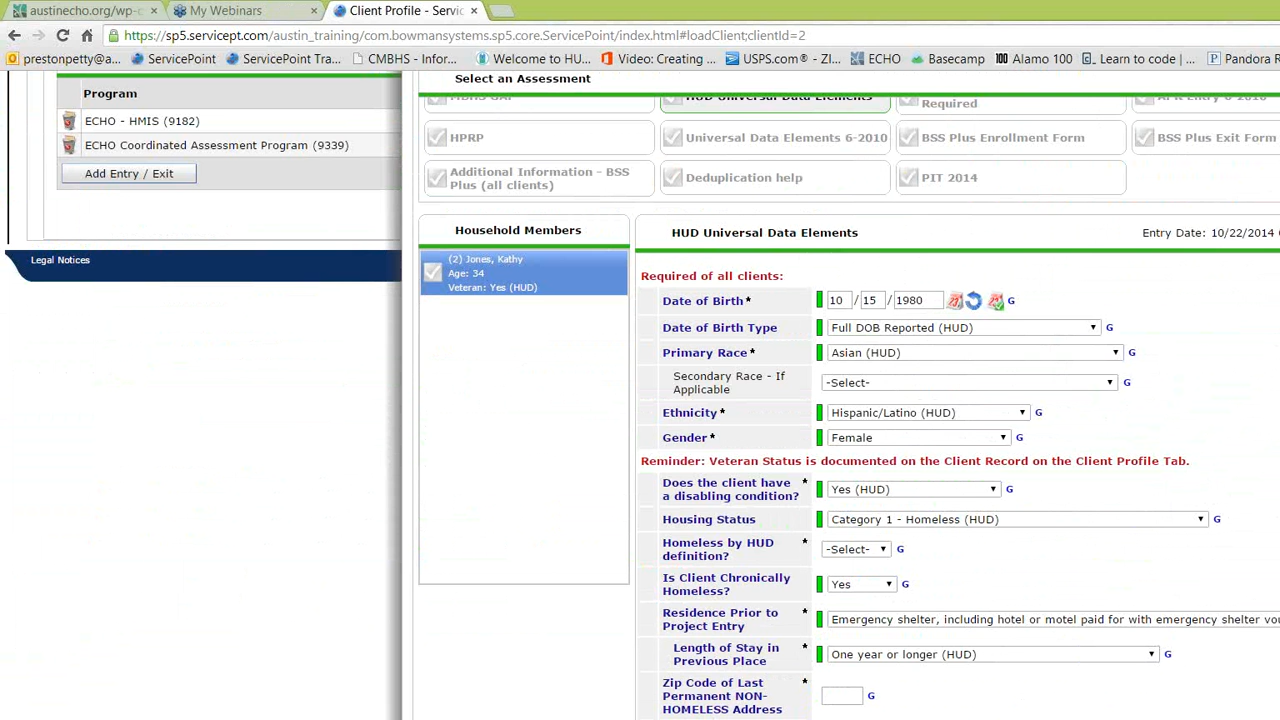 austinecho.org/wp-c
My Webinars
Client Profile - Servic
https://sp5.servicept.com/austin_training/com.bowmansystems.sp5.core.ServicePoint/index.html#loadClient;clientId=2
prestonpetty@a... ServicePoint ServicePoint Tra... CMBHS - Infor... Welcome to HU... Video: Creating ... USPS.com® - ZI... ECHO Basecamp 100 Alamo 100 Learn to code | ... Pandora R
Select an Assessment
Program
ECHO - HMIS (9182)
ECHO Coordinated Assessment Program (9339)
Add Entry / Exit
Legal Notices
HUD Universal Data Elements
Required
HPRP
Universal Data Elements 6-2010
BSS Plus Enrollment Form
BSS Plus Exit Form
Additional Information - BSS
Plus (all clients)
Deduplication help
PIT 2014
Household Members
(2) Jones, Kathy
Age: 34
Veteran: Yes (HUD)
HUD Universal Data Elements
Entry Date: 10/22/2014
Required of all clients:
Date of Birth * 10 / 15 / 1980 G
Date of Birth Type Full DOB Reported (HUD) G
Primary Race * Asian (HUD) G
Secondary Race - If
Applicable
-Select- G
Ethnicity * Hispanic/Latino (HUD) G
Gender * Female G
Reminder: Veteran Status is documented on the Client Record on the Client Profile Tab.
Does the client have *
a disabling condition?
Yes (HUD) G
Housing Status Category 1 - Homeless (HUD) G
Homeless by HUD *
definition?
-Select- G
Is Client Chronically *
Homeless?
Yes G
Residence Prior to *
Project Entry
Emergency shelter, including hotel or motel paid for with emergency shelter vou
Length of Stay in *
Previous Place
One year or longer (HUD) G
Zip Code of Last *
Permanent NON-
HOMELESS Address
G